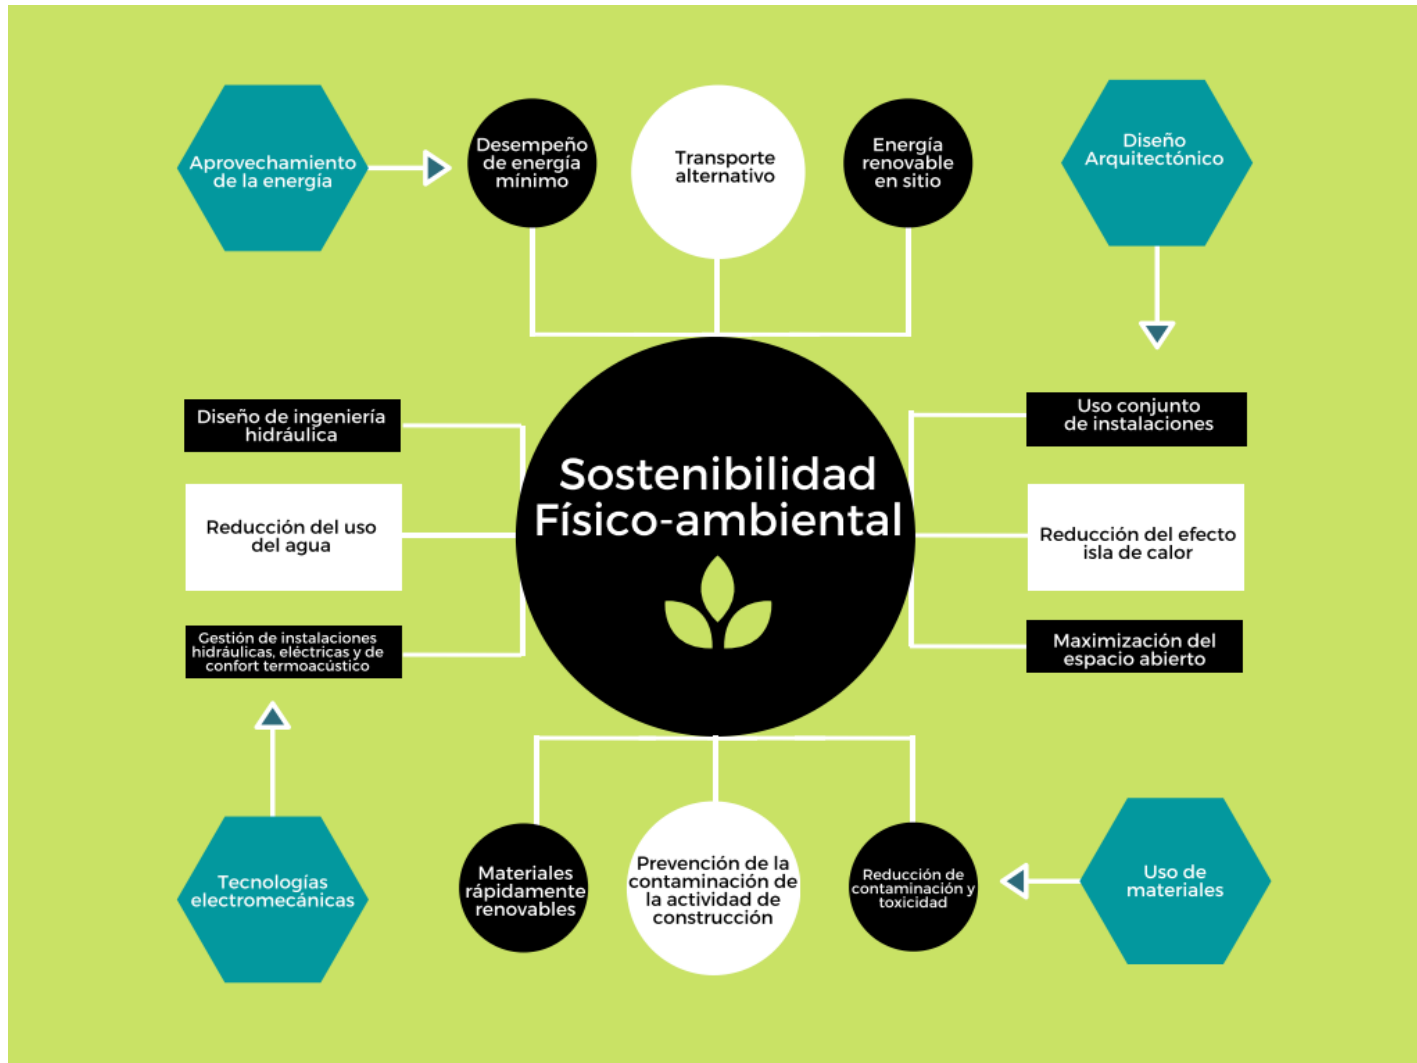 Aprovechamiento
de la energía
Desempeño
de energía
mínimo
Transporte
alternativo
Energía
renovable
en sitio
Diseño
Arquitectónico
Diseño de ingeniería
hidráulica
Reducción del uso
del agua
Gestión de instalaciones
hidráulicas, eléctricas y de
confort termoacústico
Sostenibilidad
Físico-ambiental
Uso conjunto
de instalaciones
Reducción del efecto
isla de calor
Maximización del
espacio abierto
Tecnologías
electromecánicas
Materiales
rápidamente
renovables
Prevención de la
contaminación de
la actividad de
construcción
Reducción de
contaminación y
toxicidad
Uso de
materiales